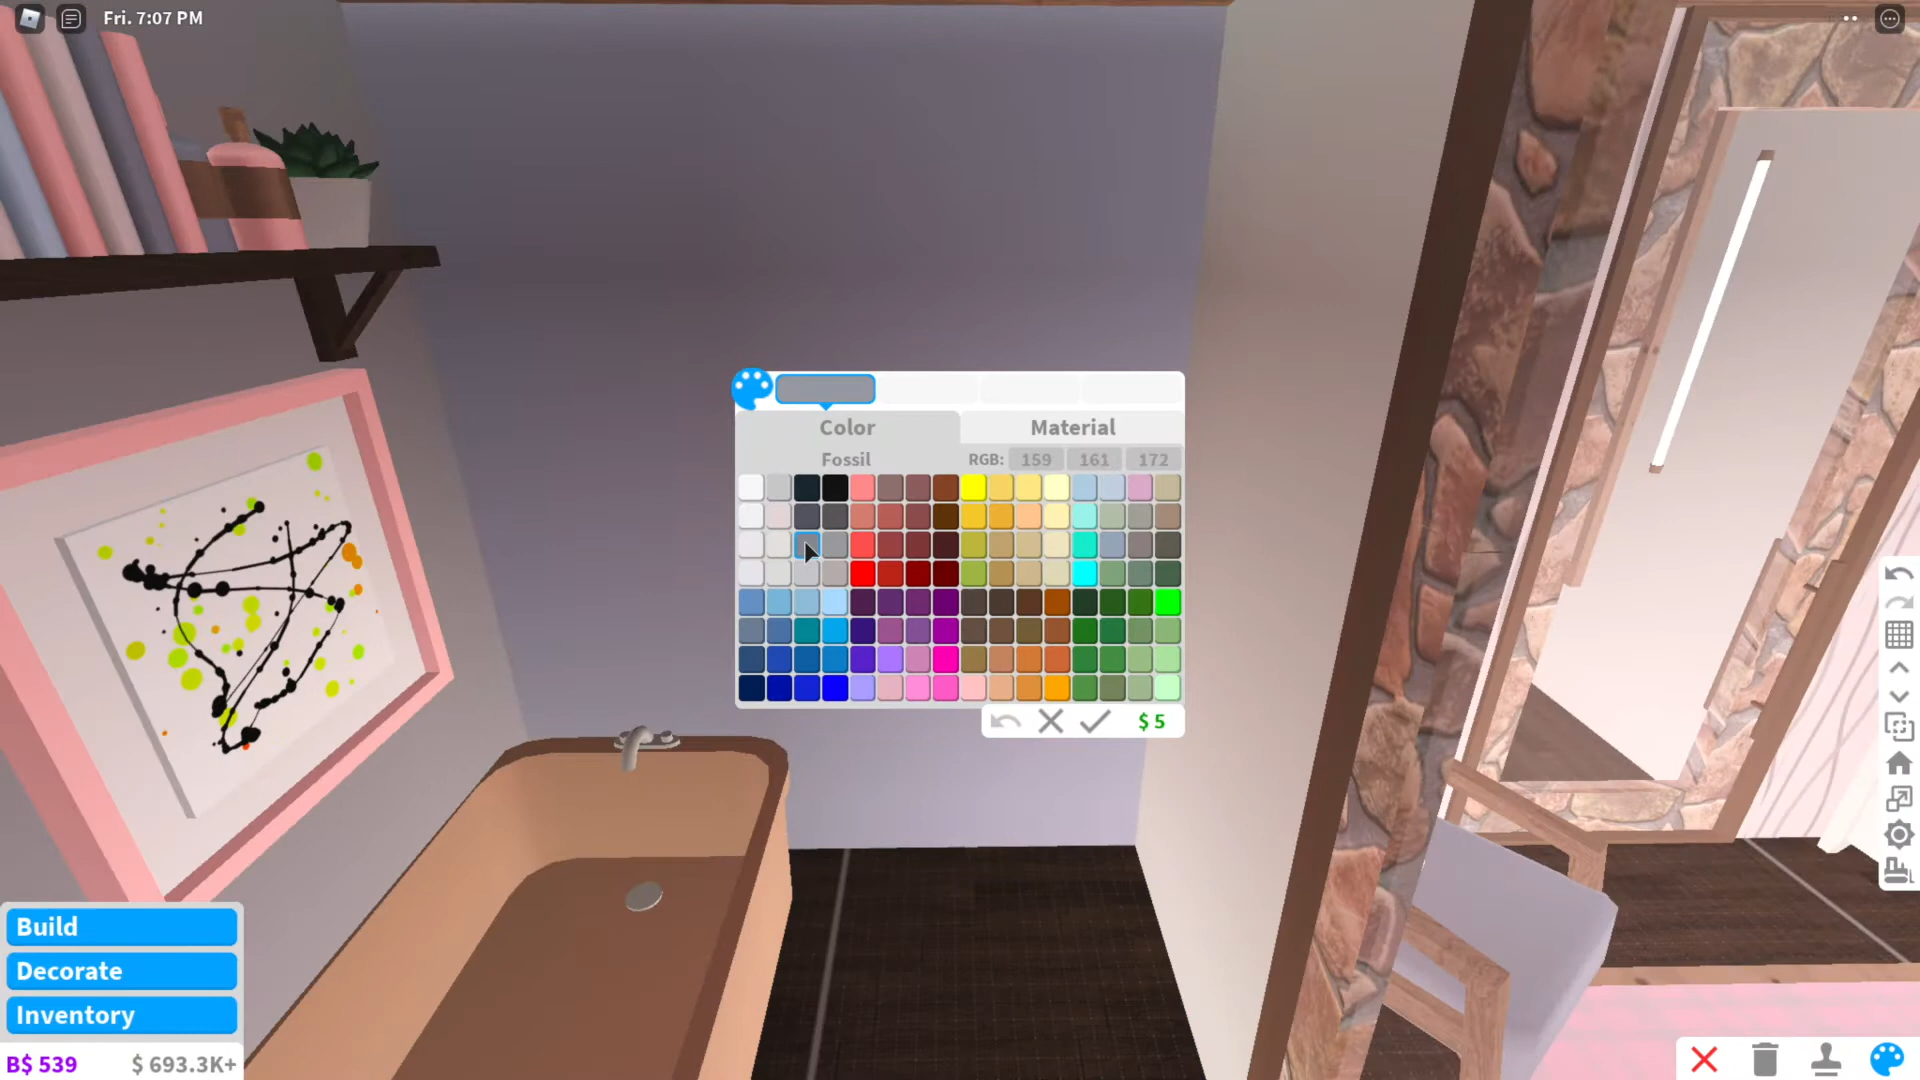 Fri. 7:07 PM
Color
Material
Fossil
RGB: 159 161 172
$ 5
Build
Decorate
Inventory
B$ 539
$ 693.3K+